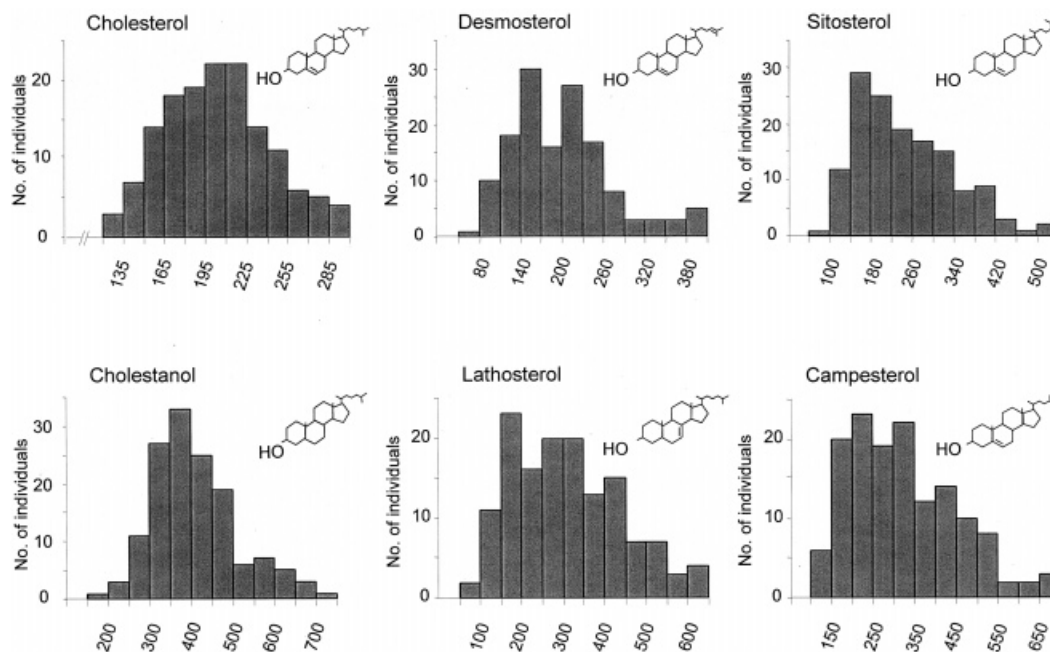 Cholesterol
HO
No. of individuals
20
10
0
135 165 195 225 255 285
Desmosterol
HO
No. of individuals
30
20
10
0
80 140 200 260 320 380
Sitosterol
HO
No. of individuals
30
20
10
0
100 180 260 340 420 500
Cholestanol
HO
No. of individuals
30
20
10
0
200 300 400 500 600 700
Lathosterol
HO
No. of individuals
20
10
0
100 200 300 400 500 600
Campesterol
HO
No. of individuals
20
10
0
150 250 350 450 550 650